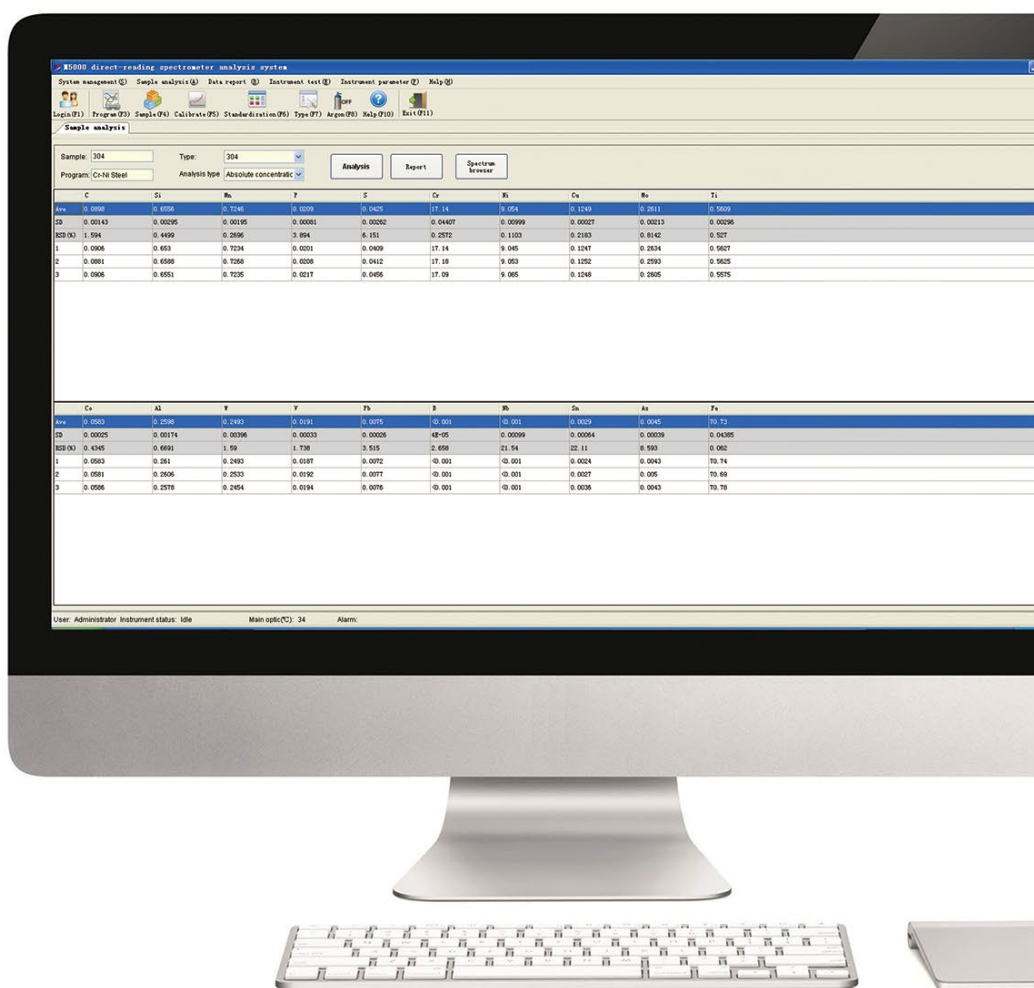 M5000 direct-reading spectrometer analysis system
System management(S) Sample analysis(A) Data report (R) Instrument test(E) Instrument parameter(P) Help(H)
OFF
Login(F1) Program(F3) Sample(F4) Calibrate(F5) Standardization(F6) Type(F7) Argon(F8) Help(F10) Exit(F11)
Sample analysis
Sample: 304 Type: 304 Analysis Report Spectrum browser
Program: Cr-Ni Steel Analysis type Absolute concentratic
C Si Mn P S Cr Ni Cu Mo Ti
Ave 0.0898 0.6556 0.7246 0.0209 0.0425 17.14 9.054 0.1249 0.2611 0.5609
SD 0.00143 0.00295 0.00195 0.00081 0.00262 0.04407 0.00999 0.00027 0.00213 0.00296
RSD(%) 1.594 0.4499 0.2696 3.894 6.151 0.2572 0.1103 0.2183 0.8142 0.527
1 0.0906 0.653 0.7234 0.0201 0.0409 17.14 9.045 0.1247 0.2634 0.5627
2 0.0881 0.6588 0.7268 0.0208 0.0412 17.18 9.053 0.1252 0.2593 0.5625
3 0.0906 0.6551 0.7235 0.0217 0.0456 17.09 9.065 0.1248 0.2605 0.5575
Co Al W V Pb B Nb Sn As Fe
Ave 0.0583 0.2598 0.2493 0.0191 0.0075 <0.001 <0.001 0.0029 0.0045 70.73
SD 0.00025 0.00174 0.00396 0.00033 0.00026 4E-05 0.00099 0.00064 0.00039 0.04385
RSD(%) 0.4345 0.6691 1.59 1.738 3.515 2.658 21.54 22.11 8.593 0.062
1 0.0583 0.261 0.2493 0.0187 0.0072 <0.001 <0.001 0.0024 0.0043 70.74
2 0.0581 0.2606 0.2533 0.0192 0.0077 <0.001 <0.001 0.0027 0.005 70.69
3 0.0586 0.2578 0.2454 0.0194 0.0076 <0.001 <0.001 0.0036 0.0043 70.78
User: Administrator Instrument status: Idle Main optic(℃): 34 Alarm: